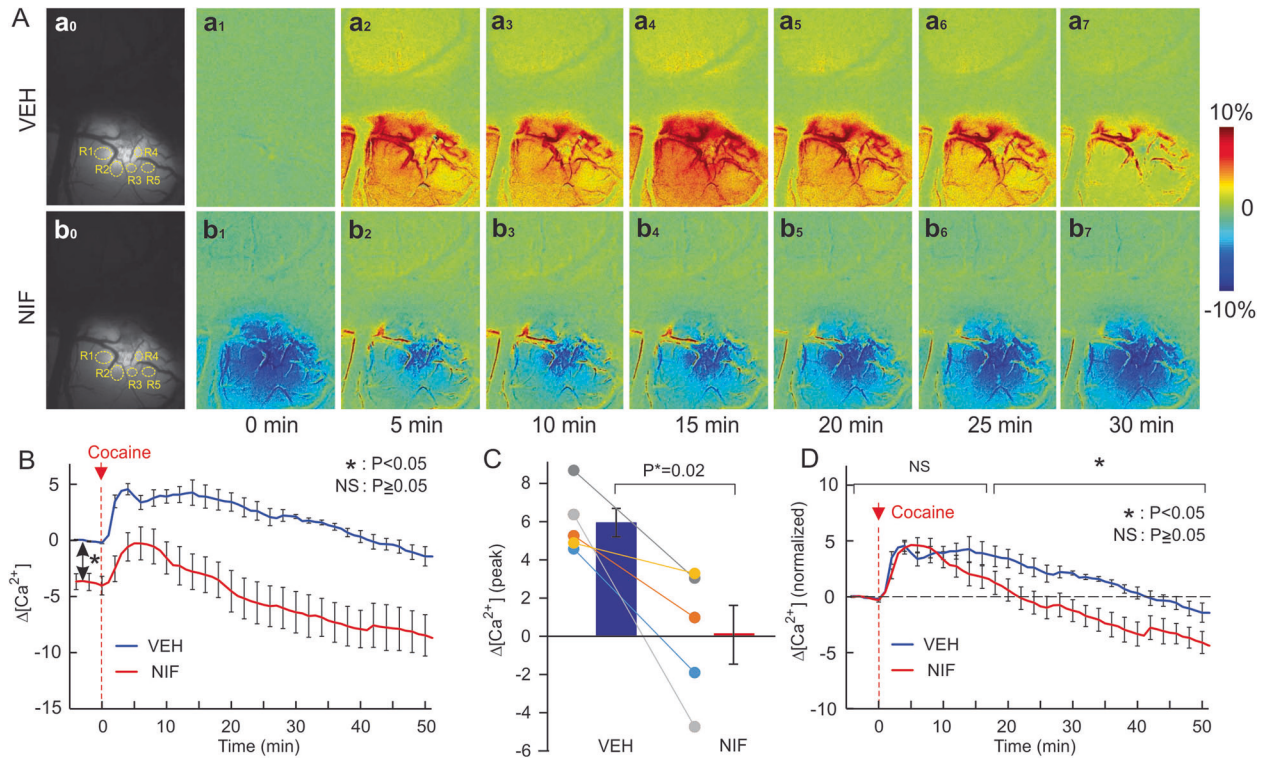 A
VEH
a0
a1
a2
a3
a4
a5
a6
a7
R1
R2
R3
R4
R5
10%
0
-10%
NIF
b0
b1
b2
b3
b4
b5
b6
b7
R1
R2
R3
R4
R5
0 min
5 min
10 min
15 min
20 min
25 min
30 min
B
Cocaine
* : P<0.05
NS : P≧0.05
*
Δ[Ca2+]
5
0
-5
-10
-15
VEH
NIF
0
10
20
30
40
50
Time (min)
C
P*=0.02
Δ[Ca2+] (peak)
8
6
4
2
0
-2
-4
-6
VEH
NIF
D
NS
*
Cocaine
* : P<0.05
NS : P≧0.05
Δ[Ca2+] (normalized)
10
5
0
-5
-10
VEH
NIF
0
10
20
30
40
50
Time (min)